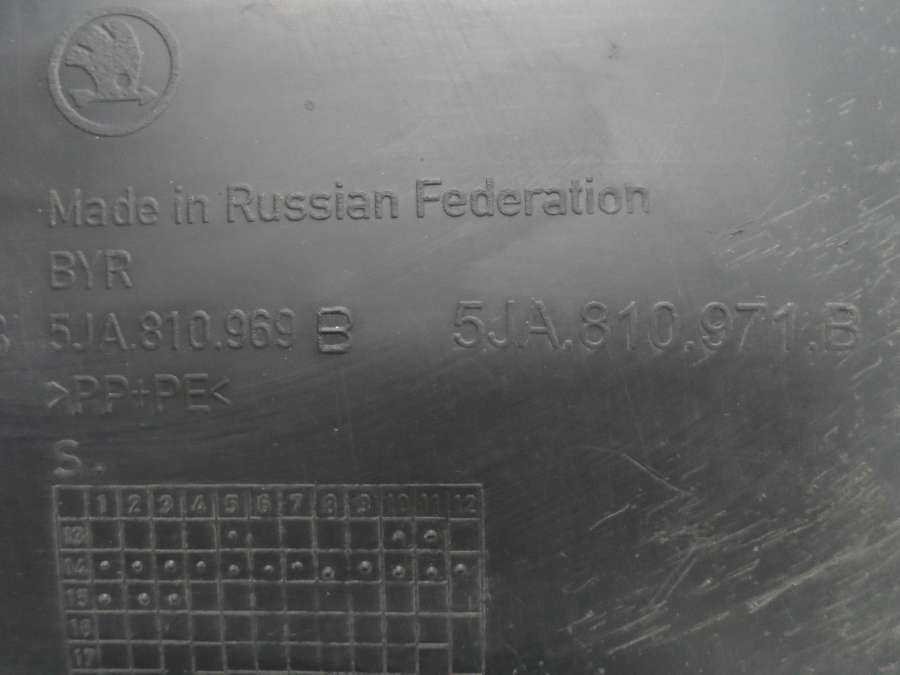 Made in Russian Federation
BYR
5JA.810.969 B 5JA.810.971.B
>PP+PE<
S.
1 2 3 4 5 6 7 8 9 10 11 12
13
14
15
16
17